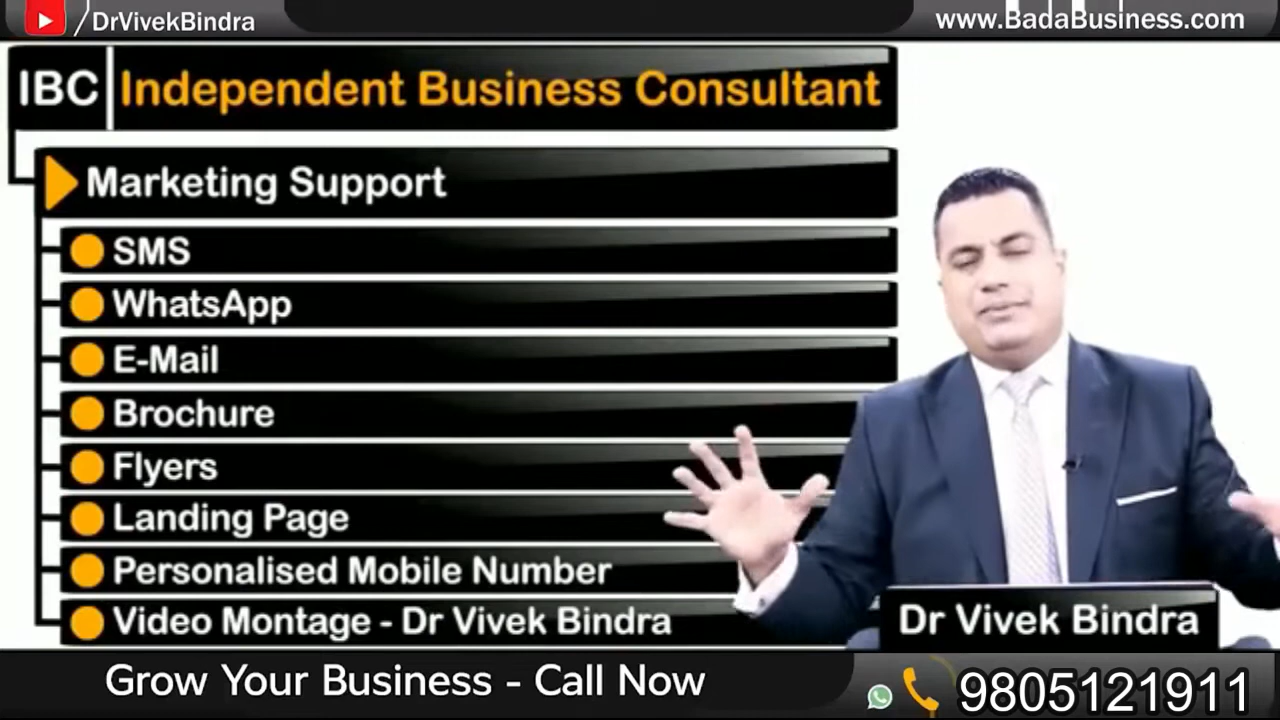 /DrVivekBindra
www.BadaBusiness.com
IBC Independent Business Consultant
Marketing Support
SMS
WhatsApp
E-Mail
Brochure
Flyers
Landing Page
Personalised Mobile Number
Video Montage - Dr Vivek Bindra
Dr Vivek Bindra
Grow Your Business - Call Now
9805121911